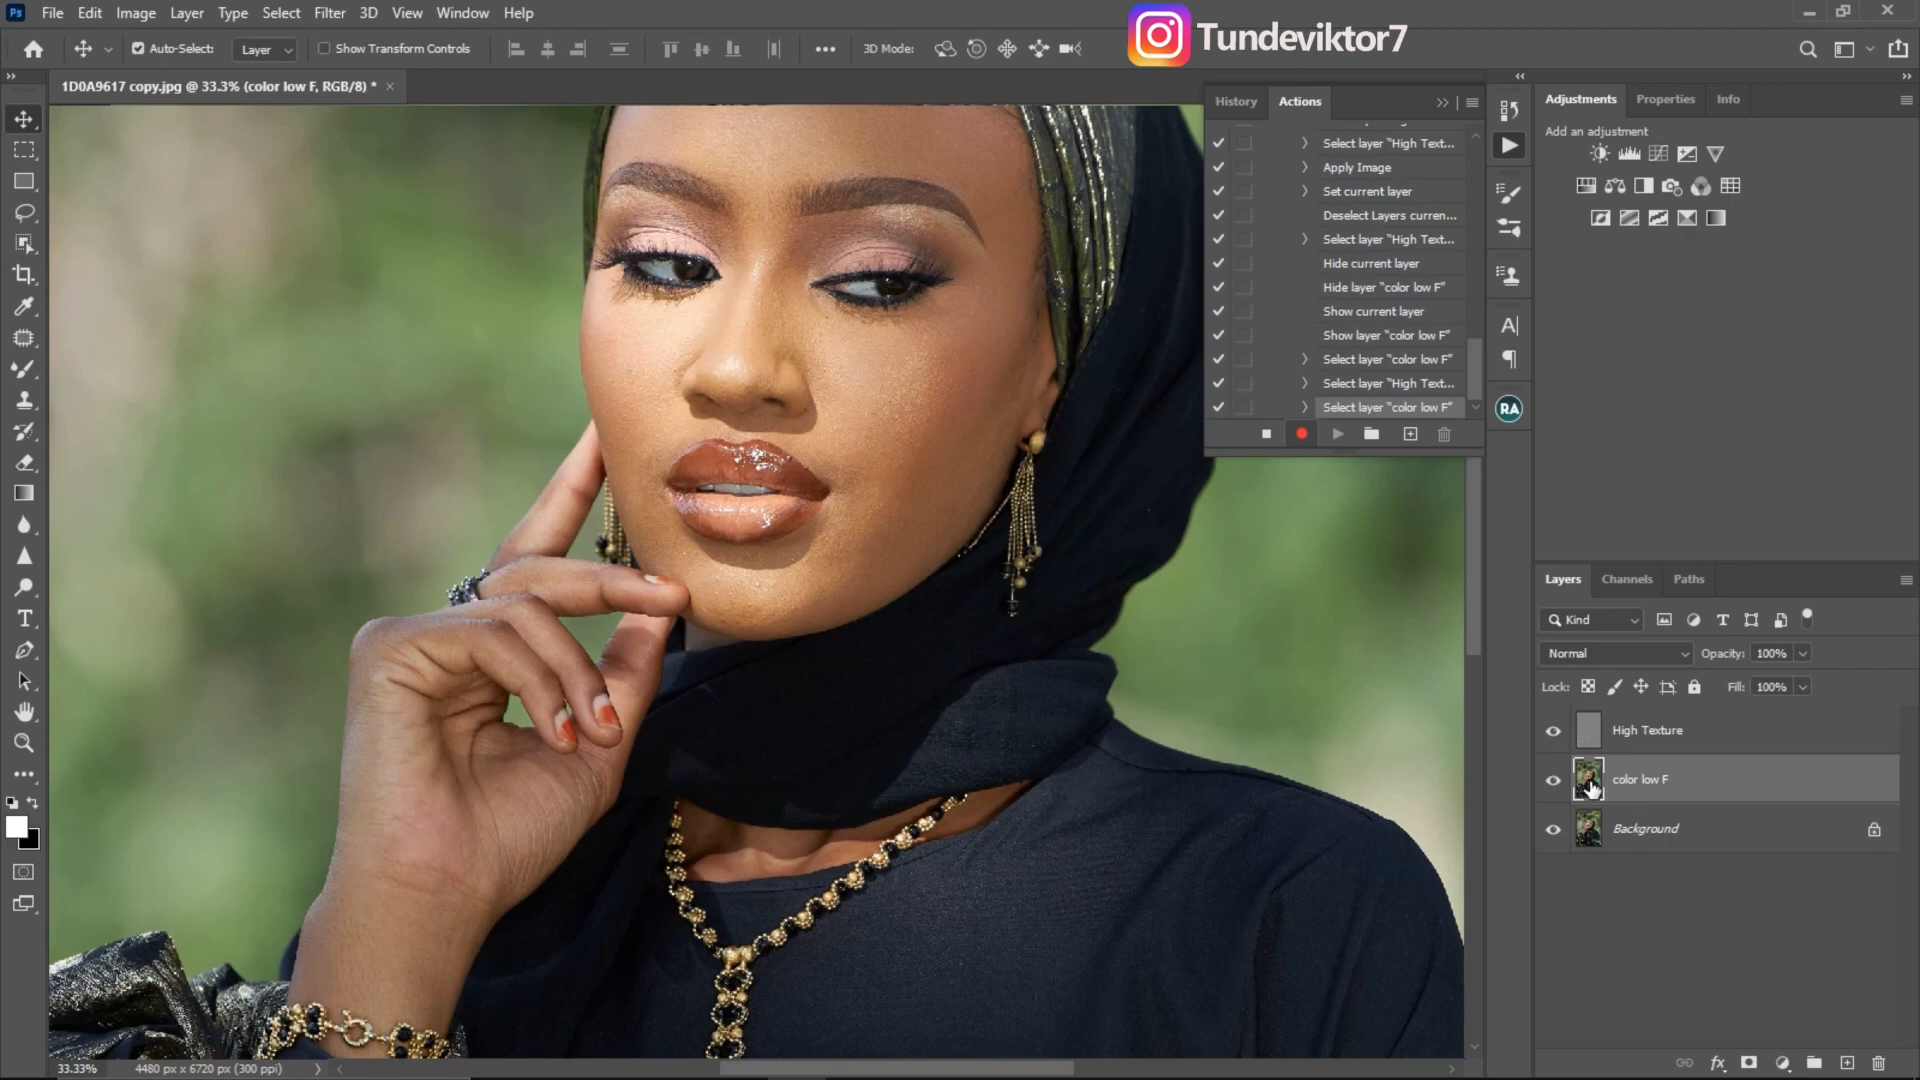 Ps File Edit Image Layer Type Select Filter 3D View Window Help
Auto-Select: Layer Show Transform Controls 3D Mode:
Tundeviktor7
1D0A9617 copy.jpg @ 33.3% (color low F, RGB/8) *
History Actions
Select layer “High Text...
Apply Image
Set current layer
Deselect Layers curren...
Select layer “High Text...
Hide current layer
Hide layer “color low F”
Show current layer
Show layer “color low F”
Select layer “color low F”
Select layer “High Text...
Select layer “color low F”
RA
Adjustments Properties Info
Add an adjustment
Layers Channels Paths
Kind
Normal Opacity: 100%
Lock: Fill: 100%
High Texture
color low F
Background
fx
33.33% 4480 px x 6720 px (300 ppi)